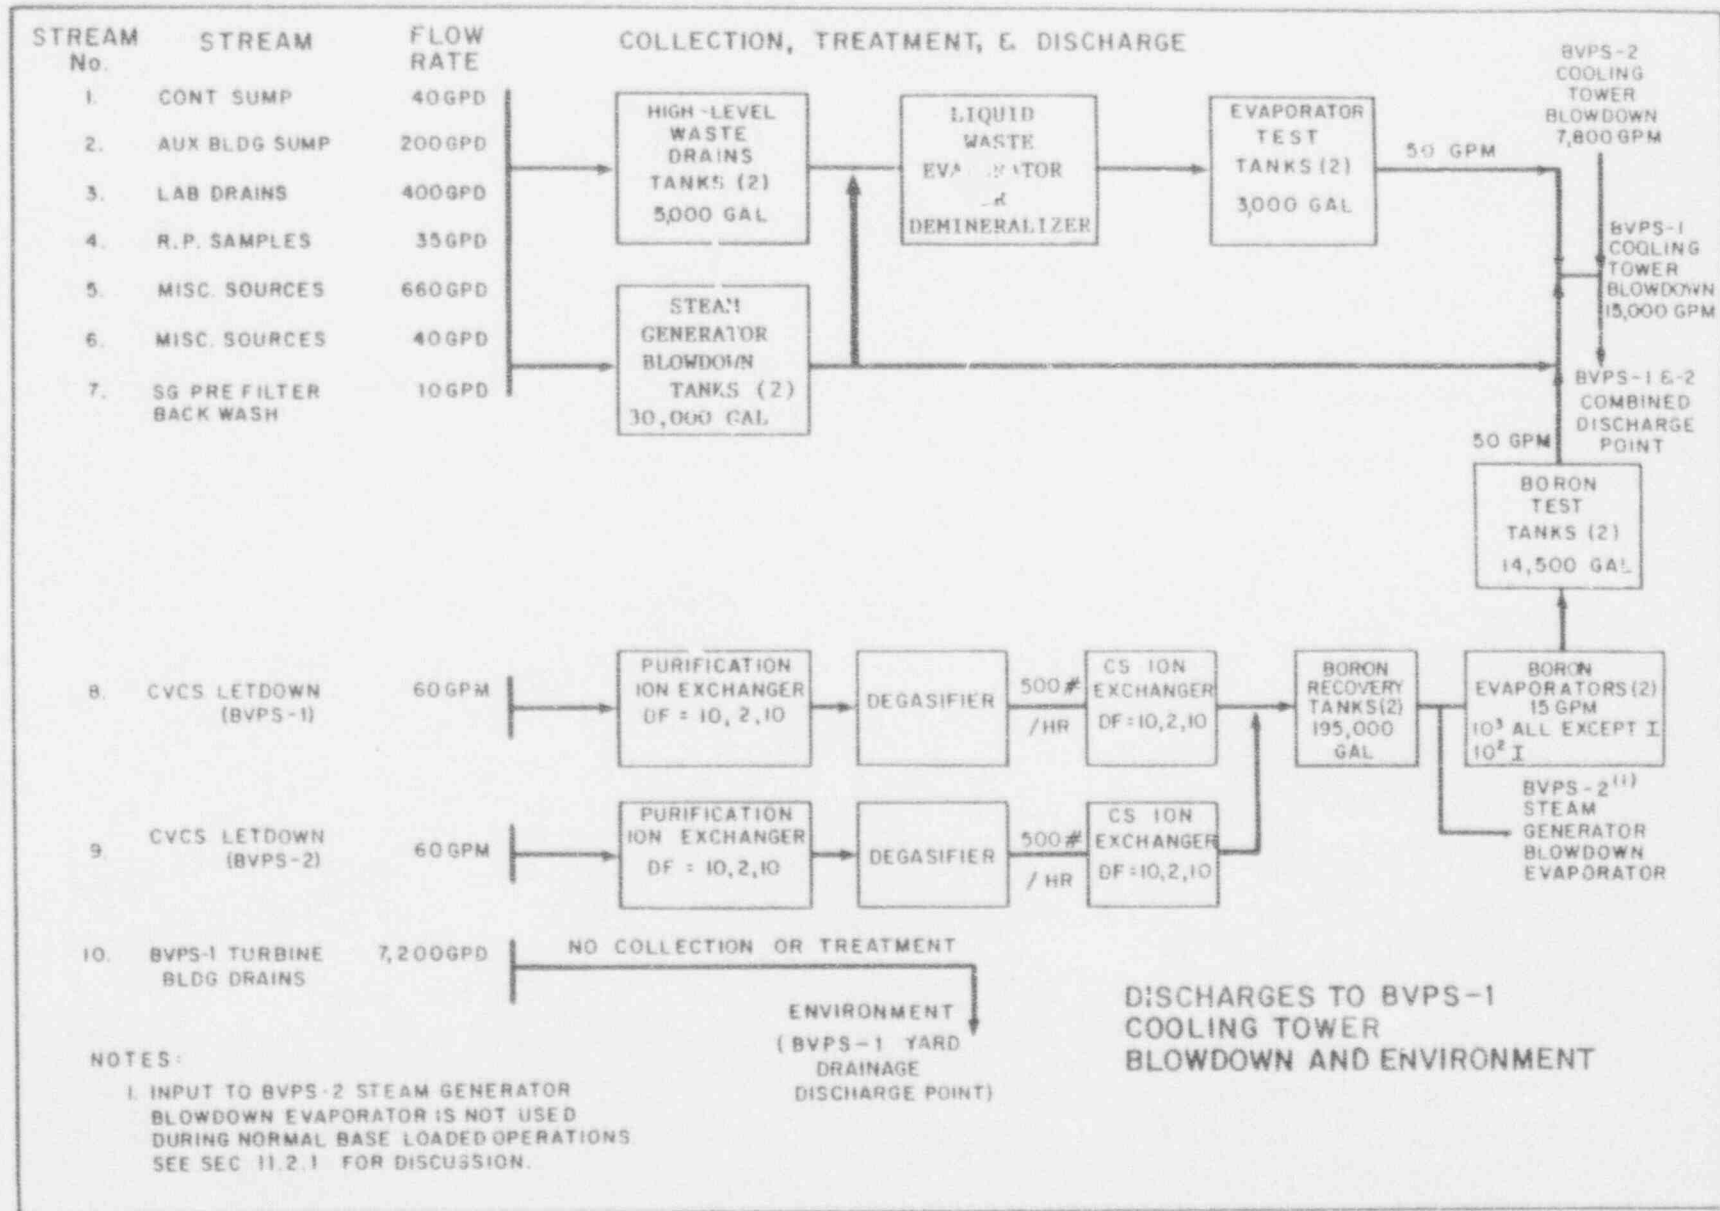 STREAM No.
STREAM
FLOW RATE
COLLECTION, TREATMENT, & DISCHARGE
1. CONT SUMP 40GPD
2. AUX BLDG SUMP 200GPD
3. LAB DRAINS 400GPD
4. R.P. SAMPLES 35GPD
5. MISC. SOURCES 660GPD
6. MISC. SOURCES 40GPD
7. SG PRE FILTER 10GPD
BACK WASH
HIGH-LEVEL
WASTE
DRAINS
TANKS (2)
5,000 GAL
LIQUID
WASTE
DEMINERALIZER
EVAPORATOR
TEST
TANKS (2)
3,000 GAL
50 GPM
BVPS-2
COOLING
TOWER
BLOWDOWN
7,800 GPM
BVPS-1
COOLING
TOWER
BLOWDOWN
15,000 GPM
STEAM
GENERATOR
BLOWDOWN
TANKS (2)
30,000 GAL
BVPS-1 &-2
COMBINED
DISCHARGE
POINT
50 GPM
BORON
TEST
TANKS (2)
14,500 GAL
8. CVCS LETDOWN 60GPM
(BVPS-1)
PURIFICATION
ION EXCHANGER
DF = 10, 2, 10
DEGASIFIER
500#
/HR
CS ION
EXCHANGER
DF=10,2,10
BORON
RECOVERY
TANKS(2)
195,000
GAL
BORON
EVAPORATORS(2)
15 GPM
10³ ALL EXCEPT I
10² I
BVPS-2(1)
STEAM
GENERATOR
BLOWDOWN
EVAPORATOR
9. CVCS LETDOWN 60GPM
(BVPS-2)
PURIFICATION
ION EXCHANGER
DF = 10,2,10
DEGASIFIER
500#
/ HR
CS ION
EXCHANGER
DF=10,2,10
10. BVPS-1 TURBINE 7,200GPD
BLDG DRAINS
NO COLLECTION OR TREATMENT
ENVIRONMENT
(BVPS-1 YARD
DRAINAGE
DISCHARGE POINT)
DISCHARGES TO BVPS-1
COOLING TOWER
BLOWDOWN AND ENVIRONMENT
NOTES:
1. INPUT TO BVPS-2 STEAM GENERATOR
BLOWDOWN EVAPORATOR IS NOT USED
DURING NORMAL BASE LOADED OPERATIONS
SEE SEC 11.2.1 FOR DISCUSSION.